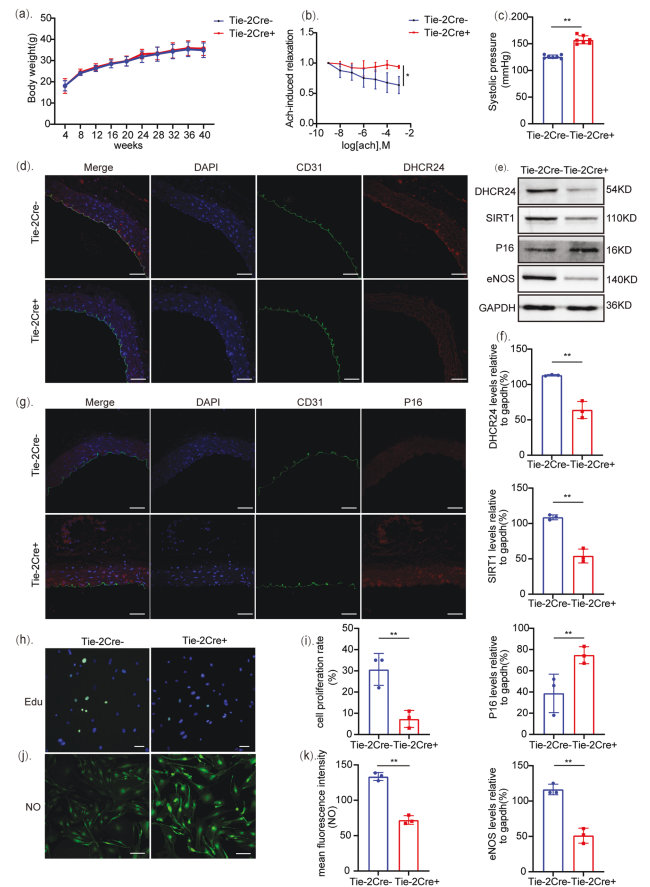 (a).
Tie-2Cre-
Tie-2Cre+
Body weight(g)
40
30
20
10
0
4 8 12 16 20 24 28 32 36 40
weeks
(b).
Tie-2Cre-
Tie-2Cre+
Ach-induced relaxation
1.5
1.0
0.5
0.0
*
-10 -8 -6 -4 -2
log[ach],M
(c).
Systolic pressure
(mmHg)
200
150
100
50
0
**
Tie-2Cre- Tie-2Cre+
(d).
Merge DAPI CD31 DHCR24
Tie-2Cre-
Tie-2Cre+
(e).
Tie-2Cre- Tie-2Cre+
DHCR24 54KD
SIRT1 110KD
P16 16KD
eNOS 140KD
GAPDH 36KD
(f).
DHCR24 levels relative
to gapdh(%)
150
100
50
0
**
Tie-2Cre- Tie-2Cre+
(g).
Merge DAPI CD31 P16
Tie-2Cre-
Tie-2Cre+
SIRT1 levels relative
to gapdh(%)
150
100
50
0
**
Tie-2Cre- Tie-2Cre+
(h).
Tie-2Cre- Tie-2Cre+
Edu
(i).
cell proliferation rate
(%)
50
40
30
20
10
0
**
Tie-2Cre- Tie-2Cre+
P16 levels relative
to gapdh(%)
100
80
60
40
20
0
**
Tie-2Cre- Tie-2Cre+
(j).
NO
(k).
mean fluorescence intensity
(NO)
150
100
50
0
**
Tie-2Cre- Tie-2Cre+
eNOS levels relative
to gapdh(%)
150
100
50
0
**
Tie-2Cre- Tie-2Cre+